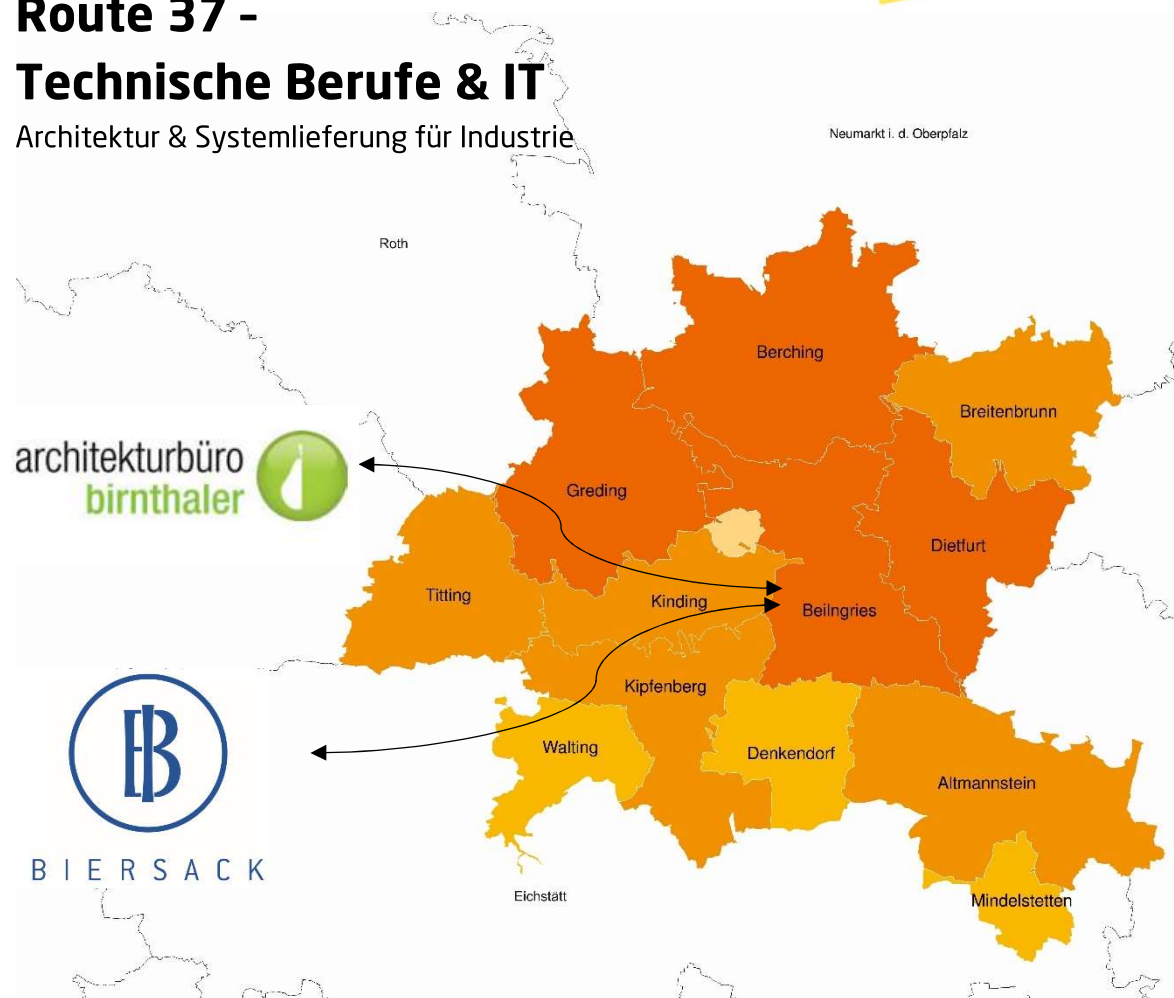 Route 37 –
Technische Berufe & IT
Architektur & Systemlieferung für Industrie
Neumarkt i. d. Oberpfalz
Roth
Berching
Breitenbrunn
architekturbüro
birnthaler
Greding
Dietfurt
Titting
Kinding
Beilngries
Kipfenberg
Walting
Denkendorf
Altmannstein
B
BIERSACK
Eichstätt
Mindelstetten